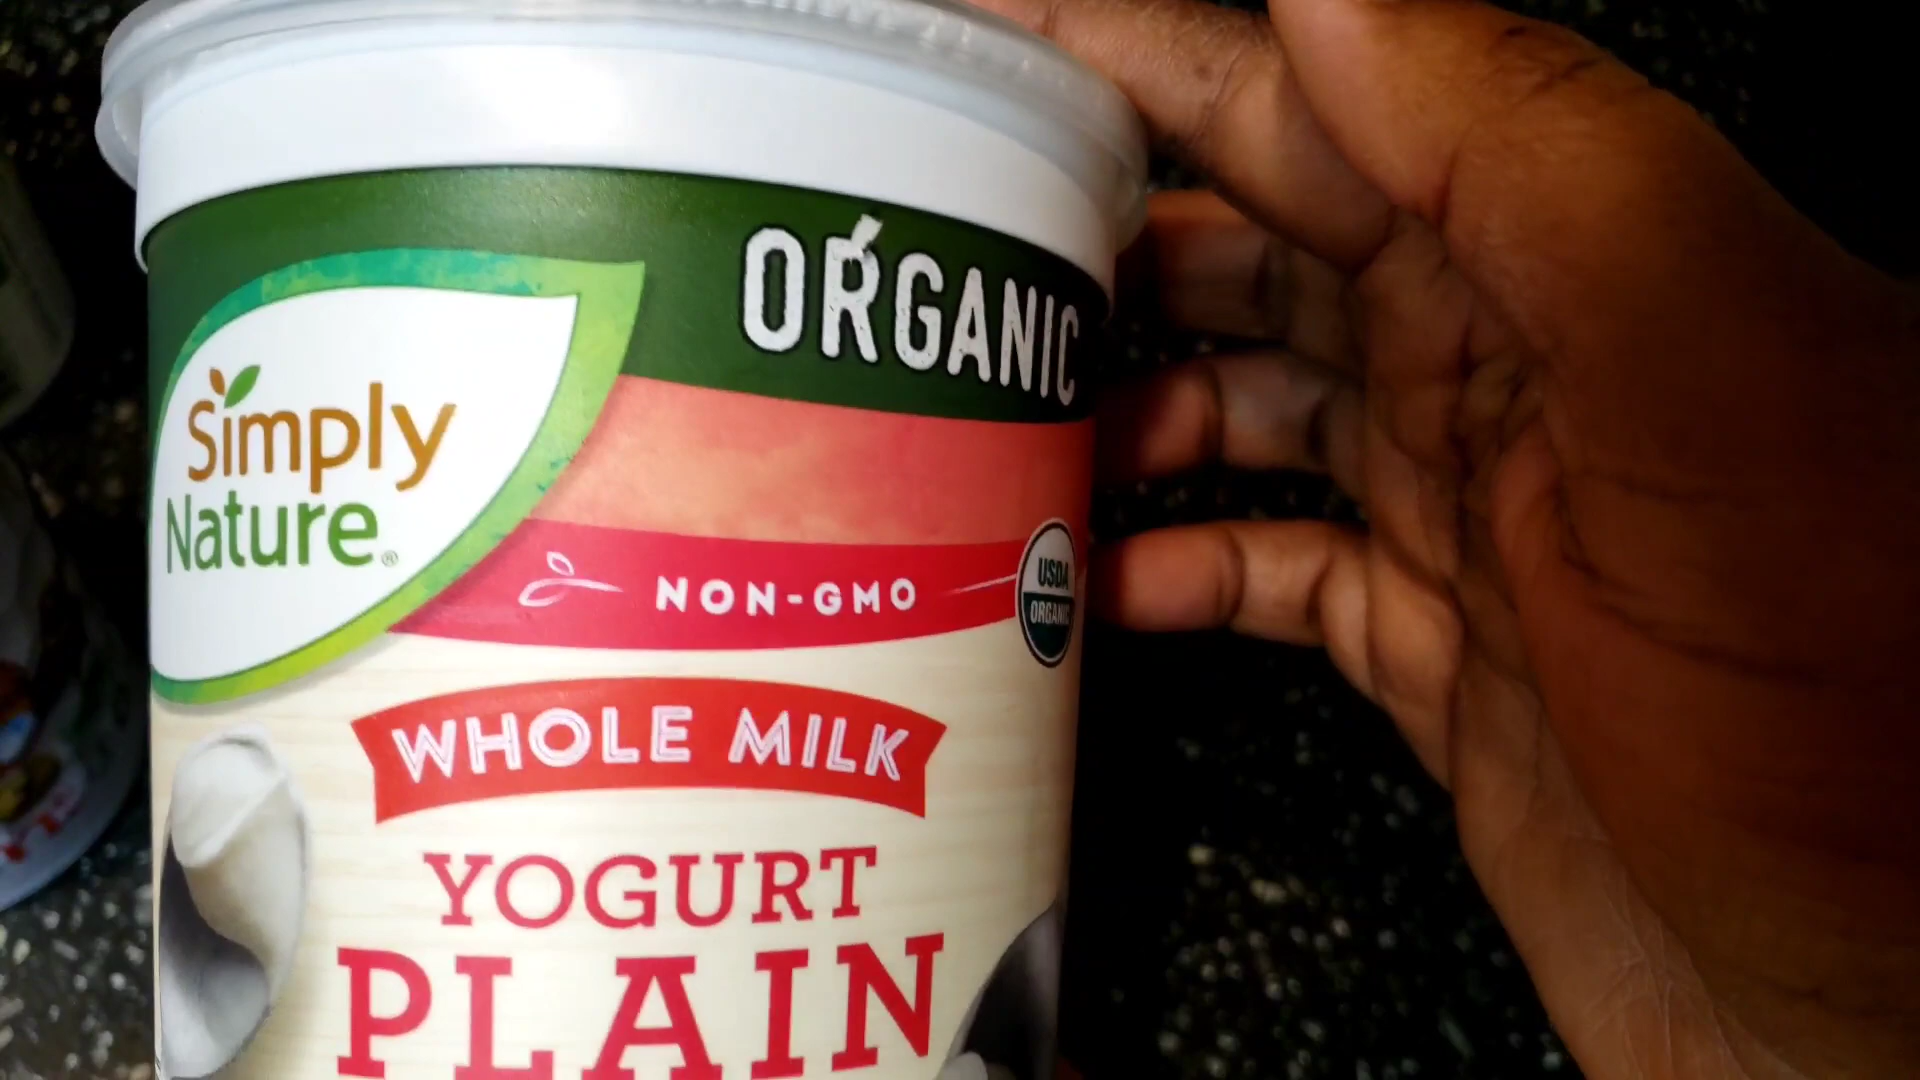 ORGANIC
Simply
Nature®
NON-GMO
USDA
ORGANIC
WHOLE MILK
YOGURT
PLAIN